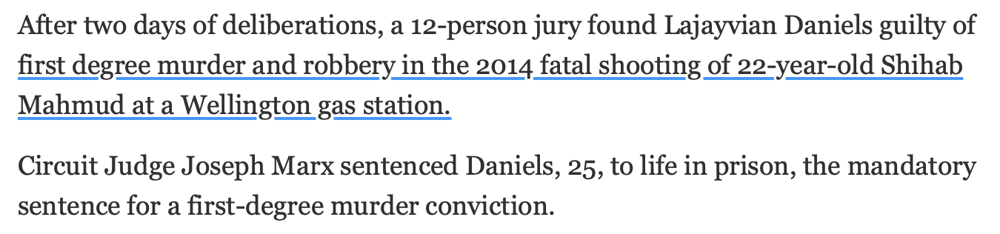 After two days of deliberations, a 12-person jury found Lajayvian Daniels guilty of
first degree murder and robbery in the 2014 fatal shooting of 22-year-old Shihab
Mahmud at a Wellington gas station.
Circuit Judge Joseph Marx sentenced Daniels, 25, to life in prison, the mandatory
sentence for a first-degree murder conviction.